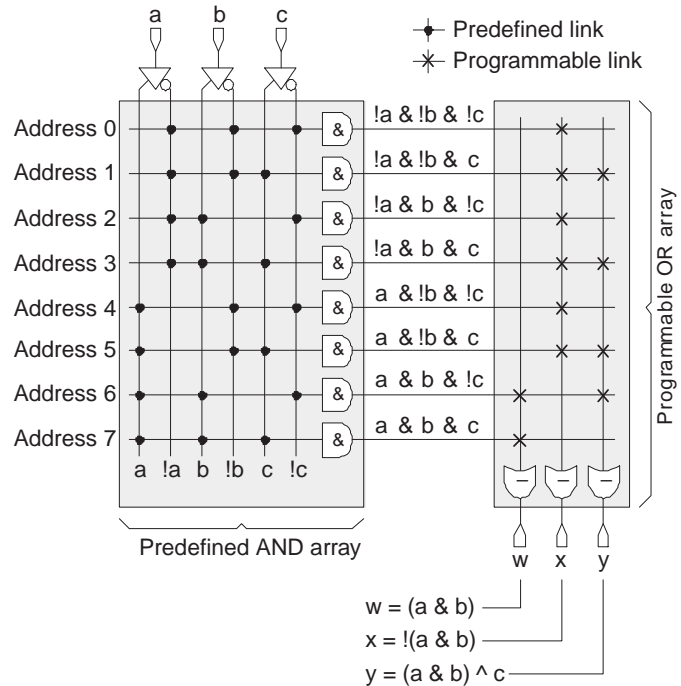 a b c
Predefined link
Programmable link
Address 0 & !a & !b & !c
Address 1 & !a & !b & c
Address 2 & !a & b & !c
Address 3 & !a & b & c
Address 4 & a & !b & !c
Address 5 & a & !b & c
Address 6 & a & b & !c
Address 7 & a & b & c
a !a b !b c !c
Programmable OR array
Predefined AND array
w x y
w = (a & b)
x = !(a & b)
y = (a & b) ^ c